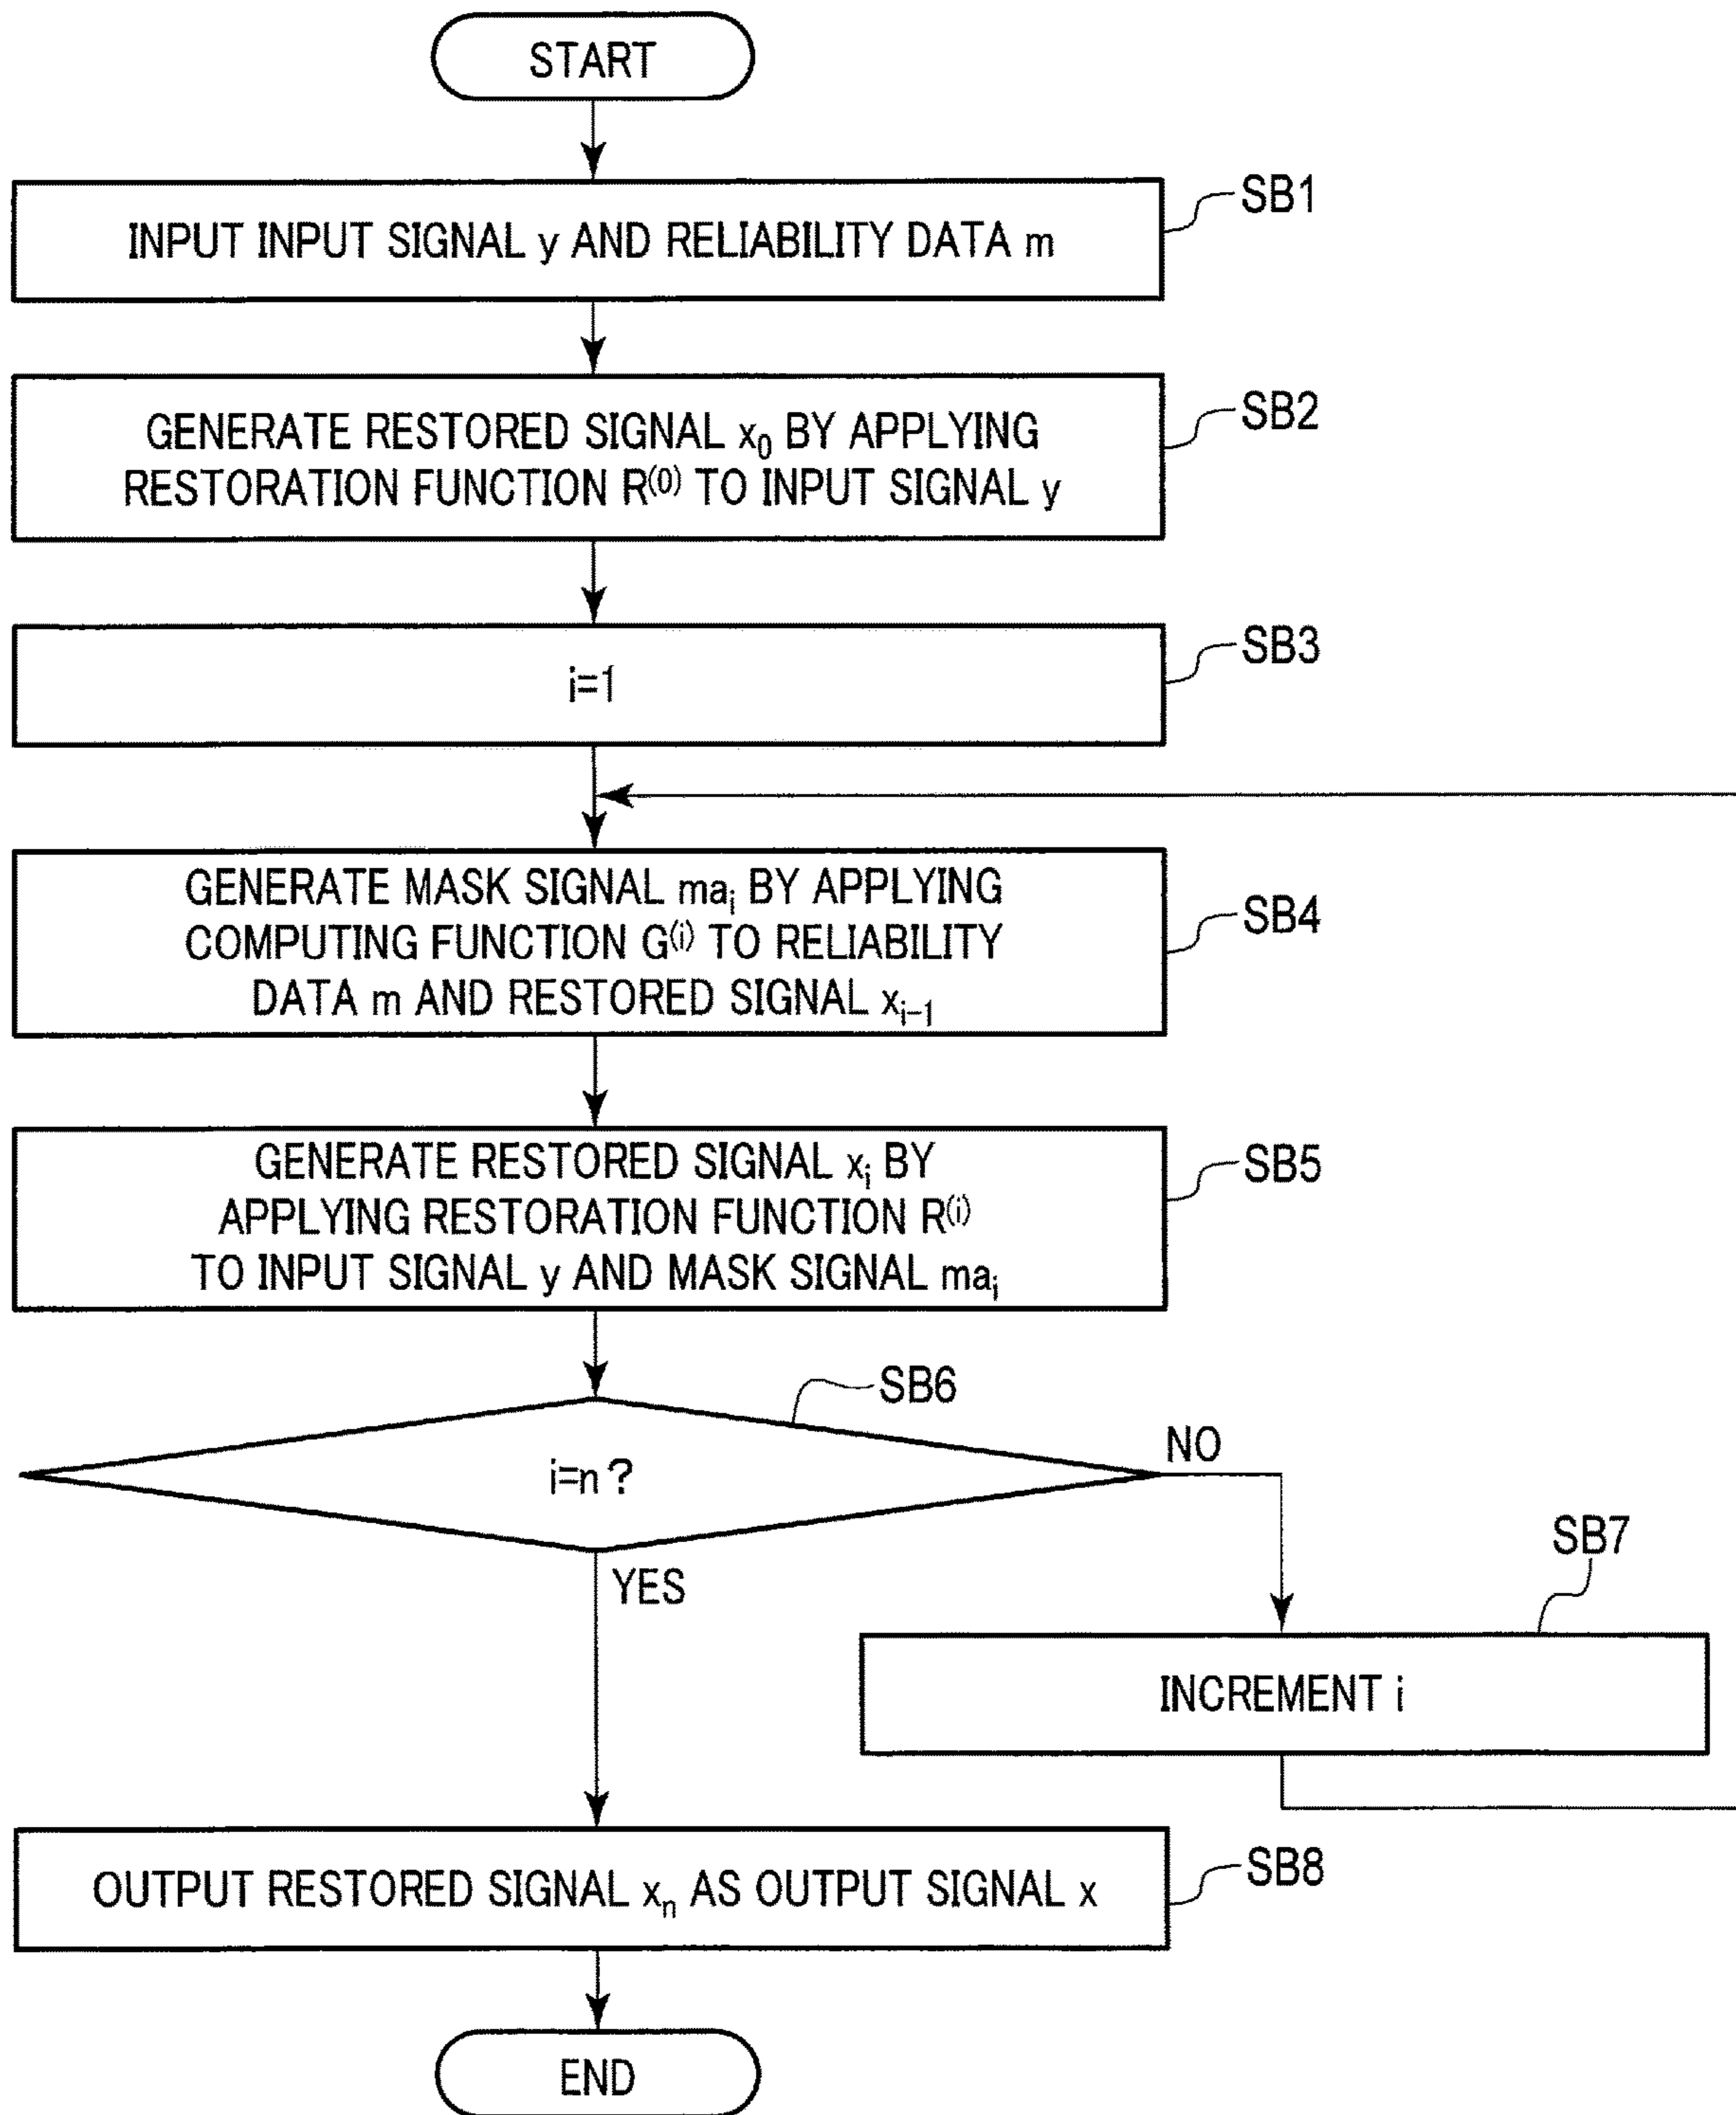 START
SB1
INPUT INPUT SIGNAL y AND RELIABILITY DATA m
SB2
GENERATE RESTORED SIGNAL x₀ BY APPLYING
RESTORATION FUNCTION R⁽⁰⁾ TO INPUT SIGNAL y
SB3
i=1
SB4
GENERATE MASK SIGNAL maᵢ BY APPLYING
COMPUTING FUNCTION G⁽ⁱ⁾ TO RELIABILITY
DATA m AND RESTORED SIGNAL xᵢ₋₁
SB5
GENERATE RESTORED SIGNAL xᵢ BY
APPLYING RESTORATION FUNCTION R⁽ⁱ⁾
TO INPUT SIGNAL y AND MASK SIGNAL maᵢ
SB6
i=n?
NO
YES
SB7
INCREMENT i
SB8
OUTPUT RESTORED SIGNAL xₙ AS OUTPUT SIGNAL x
END